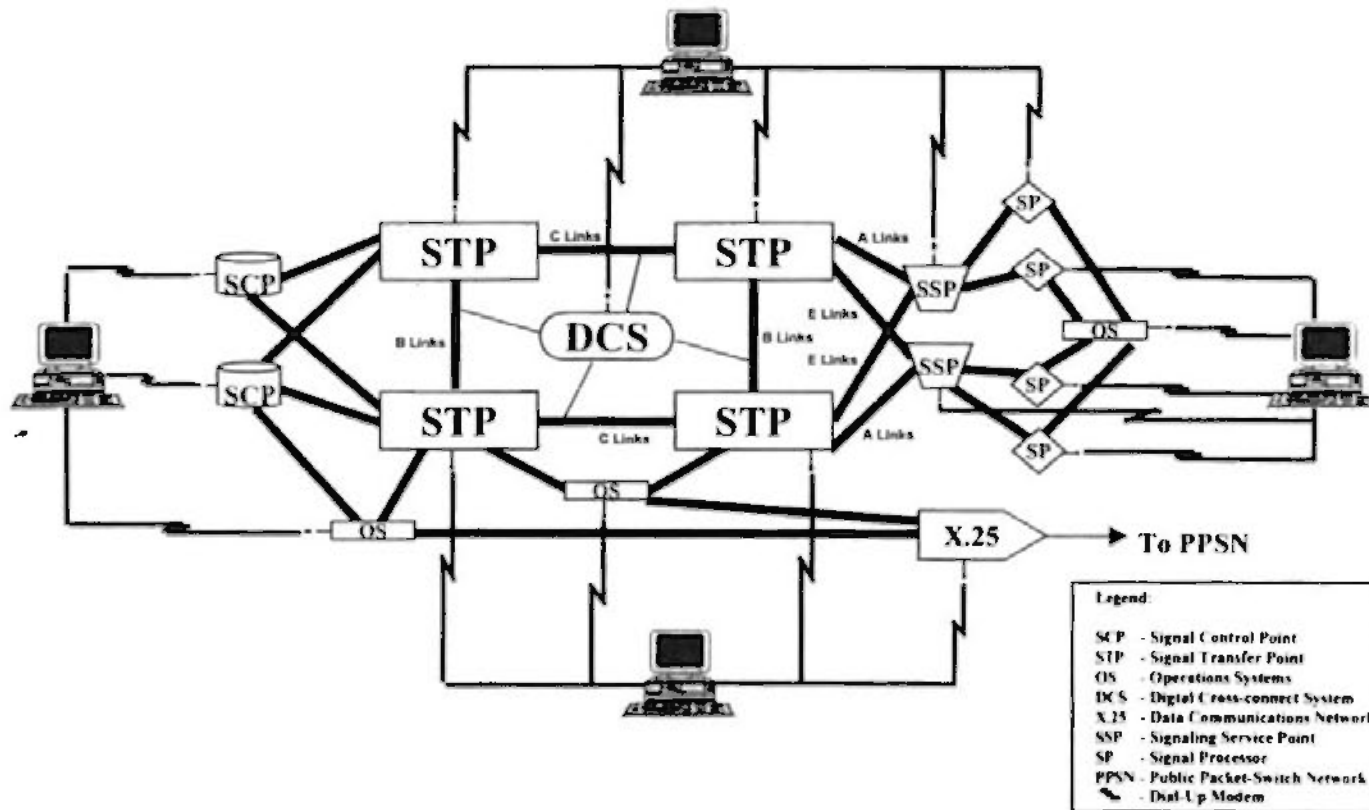 SP
C Links
A Links
STP
STP
SCP
SP
SSP
E Links
OS
DCS
B Links
B Links
E Links
SCP
SSP
SP
STP
STP
C Links
A Links
SP
OS
OS
X.25
To PPSN
Legend:
SCP - Signal Control Point
STP - Signal Transfer Point
OS - Operations Systems
DCS - Digtal Cross-connect System
X.25 - Data Communications Network
SSP - Signaling Service Point
SP - Signal Processor
PPSN - Public Packet-Switch Network
- Dial-Up Modem